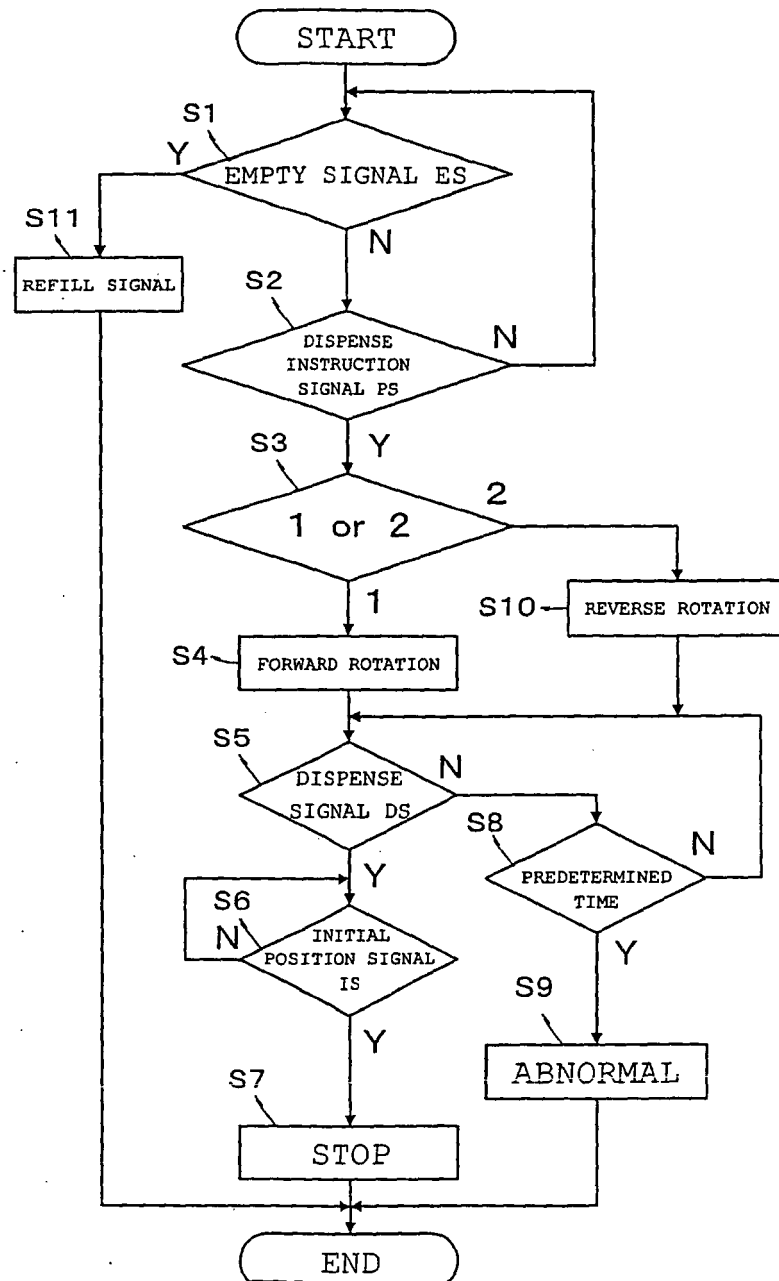 START
S1
Y
EMPTY SIGNAL ES
S11
N
REFILL SIGNAL
S2
N
DISPENSE
INSTRUCTION
SIGNAL PS
Y
S3
2
1 or 2
1
S10
REVERSE ROTATION
S4
FORWARD ROTATION
S5
N
DISPENSE
SIGNAL DS
S8
N
Y
PREDETERMINED
TIME
S6
N
INITIAL
POSITION SIGNAL
IS
Y
S9
Y
ABNORMAL
S7
STOP
END